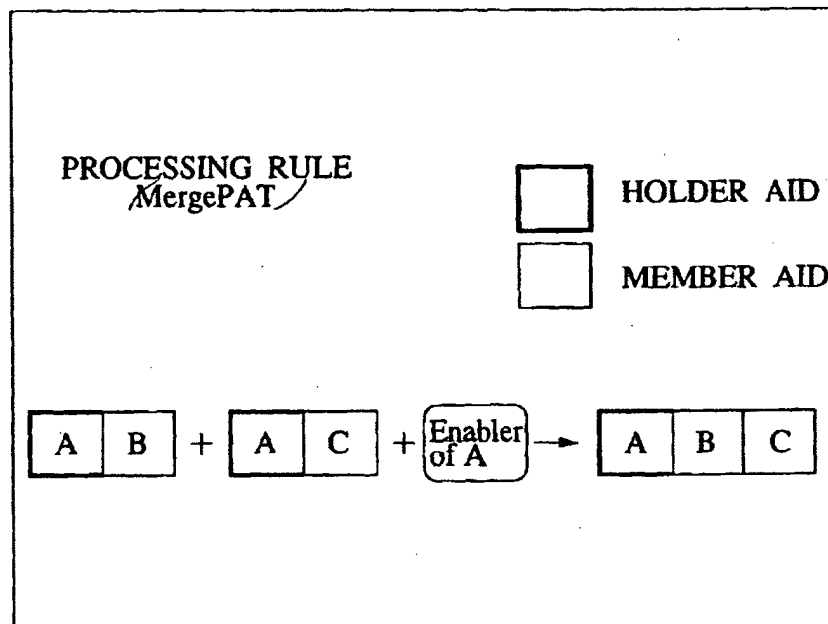 PROCESSING RULE
MergePAT
HOLDER AID
MEMBER AID
A B + A C + Enabler of A → A B C